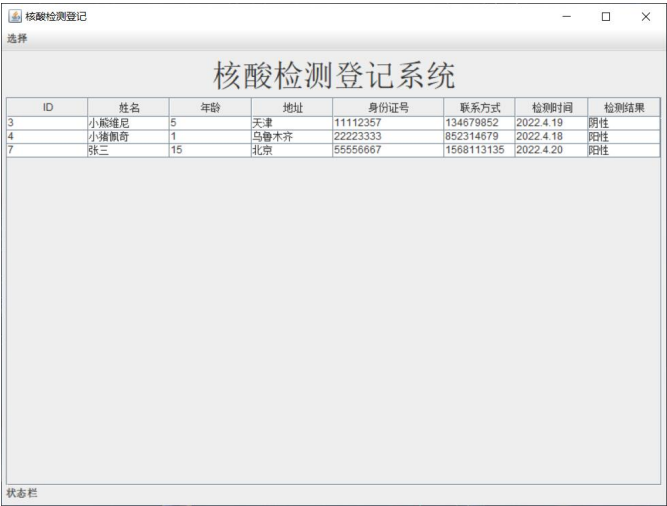 核酸检测登记
选择
核酸检测登记系统
ID 姓名 年龄 地址 身份证号 联系方式 检测时间 检测结果
3 小熊维尼 5 天津 11112357 134679852 2022.4.19 阴性
4 小猪佩奇 1 乌鲁木齐 22223333 852314679 2022.4.18 阳性
7 张三 15 北京 55556667 1568113135 2022.4.20 阳性
状态栏